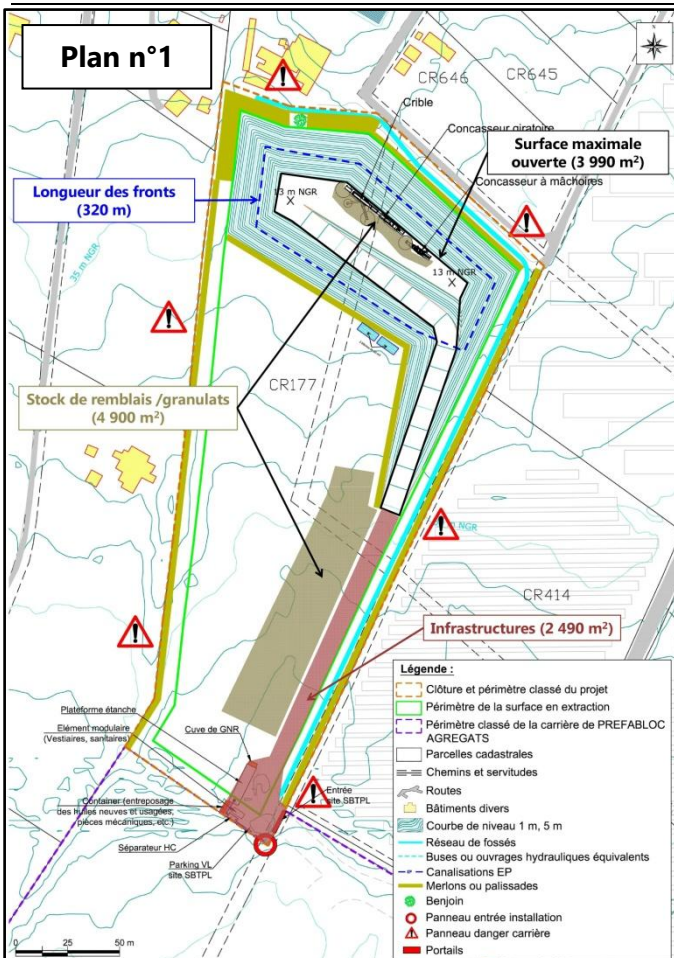 Plan n°1
CR646
CR645
Crible
Concasseur giratoire
Surface maximale
ouverte (3 990 m²)
Concasseur à mâchoires
Longueur des fronts
(320 m)
13 m NGR
13 m NGR
35 m NGR
CR177
Stock de remblais /granulats
(4 900 m²)
m NGR
CR414
Infrastructures (2 490 m²)
Plateforme étanche
Elément modulaire
(Vestiaires, sanitaires)
Cuve de GNR
Container (entreposage
des huiles neuves et usagées,
pièces mécaniques, etc.)
Séparateur HC
Parking VL
site SBTPL
Entrée
site SBTPL
Légende :
Clôture et périmètre classé du projet
Périmètre de la surface en extraction
Périmètre classé de la carrière de PREFABLOC
AGREGATS
Parcelles cadastrales
Chemins et servitudes
Routes
Bâtiments divers
Courbe de niveau 1 m, 5 m
Réseau de fossés
Buses ou ouvrages hydrauliques équivalents
Canalisations EP
Merlons ou palissades
Benjoin
Panneau entrée installation
Panneau danger carrière
Portails
0 25 50 m